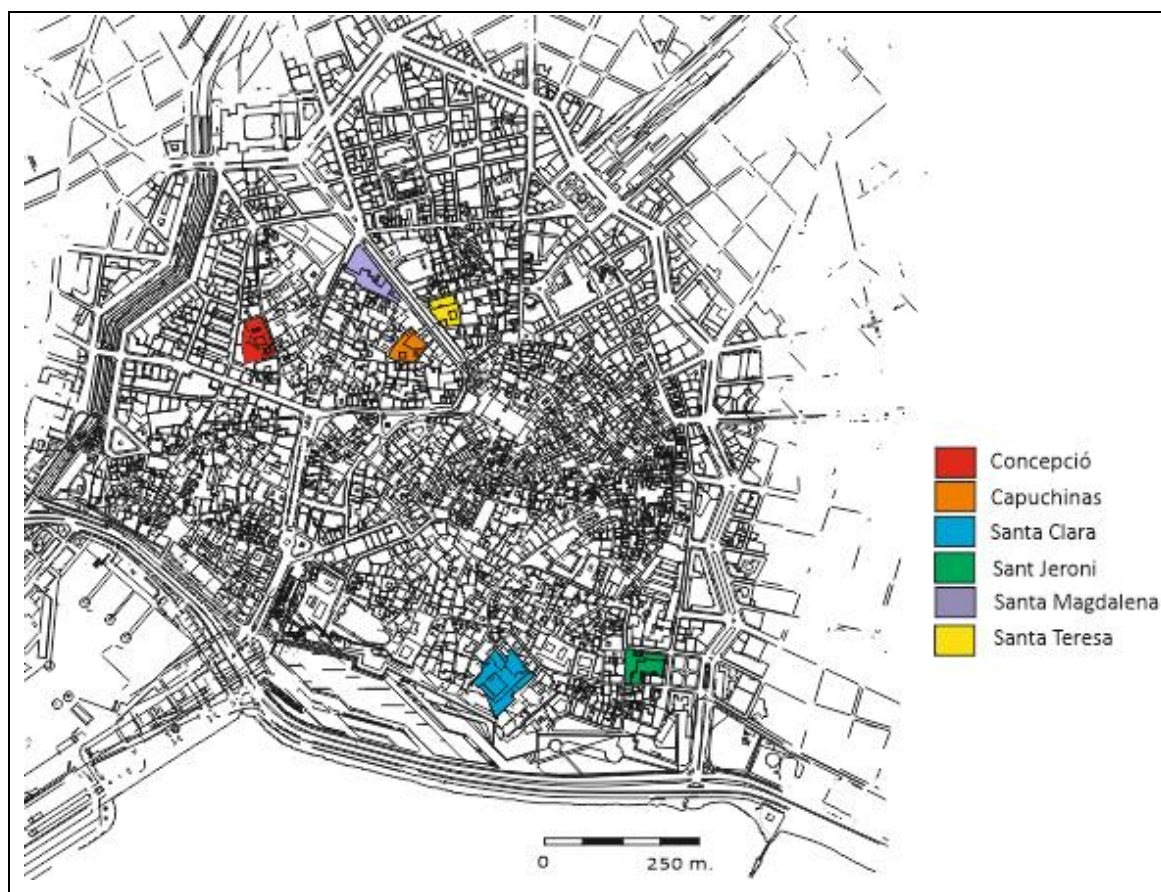 Concepció
Capuchinas
Santa Clara
Sant Jeroni
Santa Magdalena
Santa Teresa
0 250 m.